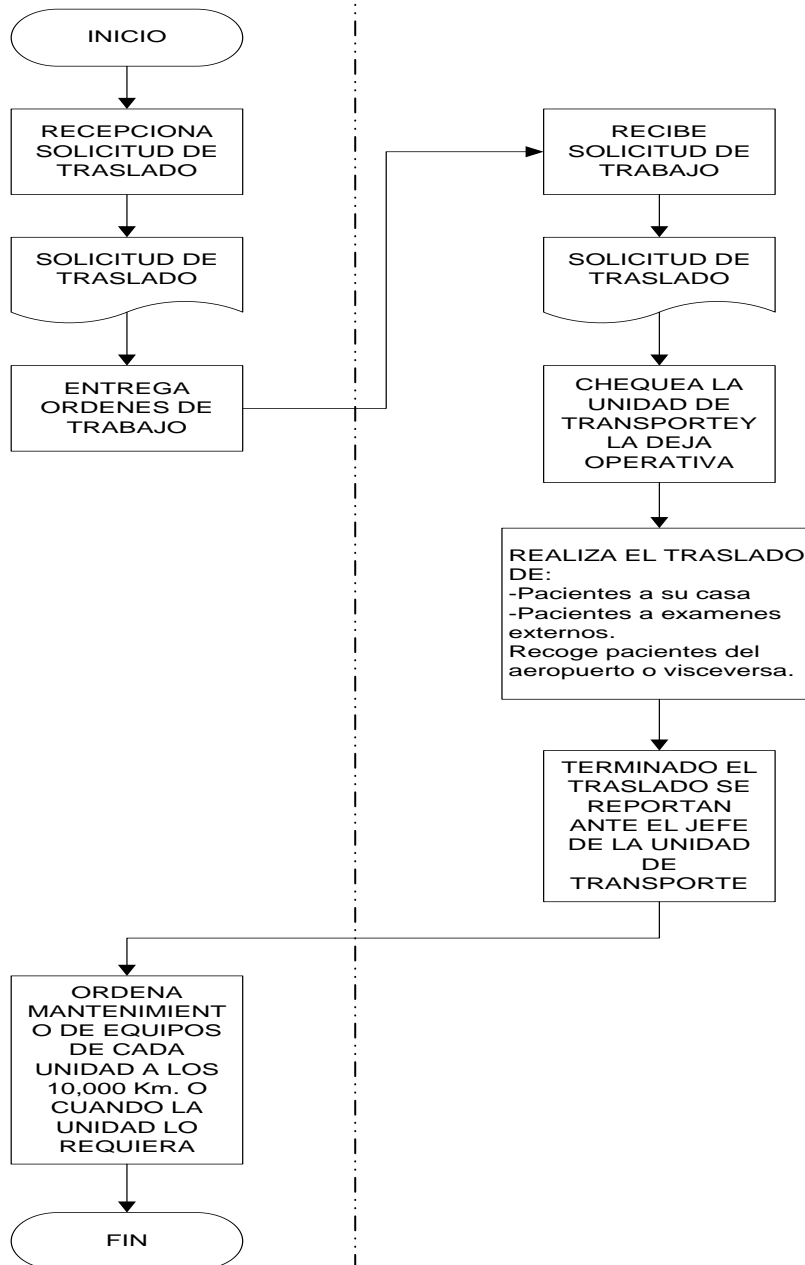 INICIO
RECEPCIONA
SOLICITUD DE
TRASLADO
SOLICITUD DE
TRASLADO
ENTREGA
ORDENES DE
TRABAJO
RECIBE
SOLICITUD DE
TRABAJO
SOLICITUD DE
TRASLADO
CHEQUEA LA
UNIDAD DE
TRANSPORTEY
LA DEJA
OPERATIVA
REALIZA EL TRASLADO
DE:
-Pacientes a su casa
-Pacientes a examenes
externos.
Recoge pacientes del
aeropuerto o visceversa.
TERMINADO EL
TRASLADO SE
REPORTAN
ANTE EL JEFE
DE LA UNIDAD
DE
TRANSPORTE
ORDENA
MANTENIMIENT
O DE EQUIPOS
DE CADA
UNIDAD A LOS
10,000 Km. O
CUANDO LA
UNIDAD LO
REQUIERA
FIN